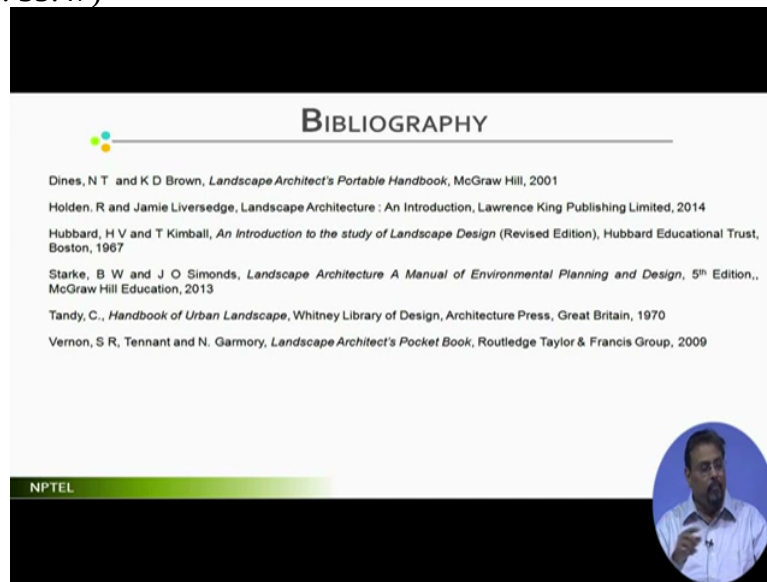 BIBLIOGRAPHY
Dines, N T and K D Brown, Landscape Architect's Portable Handbook, McGraw Hill, 2001
Holden. R and Jamie Liversedge, Landscape Architecture : An Introduction, Lawrence King Publishing Limited, 2014
Hubbard, H V and T Kimball, An Introduction to the study of Landscape Design (Revised Edition), Hubbard Educational Trust,
Boston, 1967
Starke, B W and J O Simonds, Landscape Architecture A Manual of Environmental Planning and Design, 5th Edition,,
McGraw Hill Education, 2013
Tandy, C., Handbook of Urban Landscape, Whitney Library of Design, Architecture Press, Great Britain, 1970
Vernon, S R, Tennant and N. Garmory, Landscape Architect's Pocket Book, Routledge Taylor & Francis Group, 2009
NPTEL